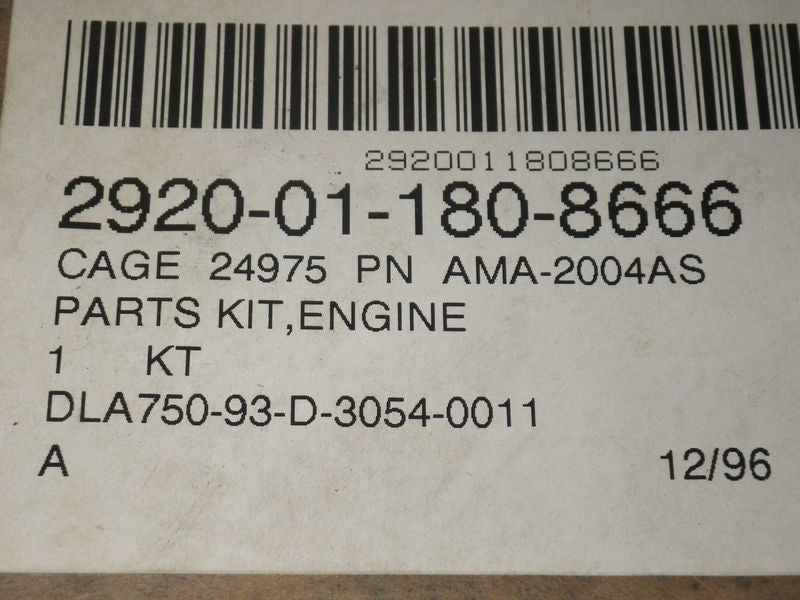 2920011808666
2920-01-180-8666
CAGE 24975 PN AMA-2004AS
PARTS KIT,ENGINE
1 KT
DLA750-93-D-3054-0011
A 12/96